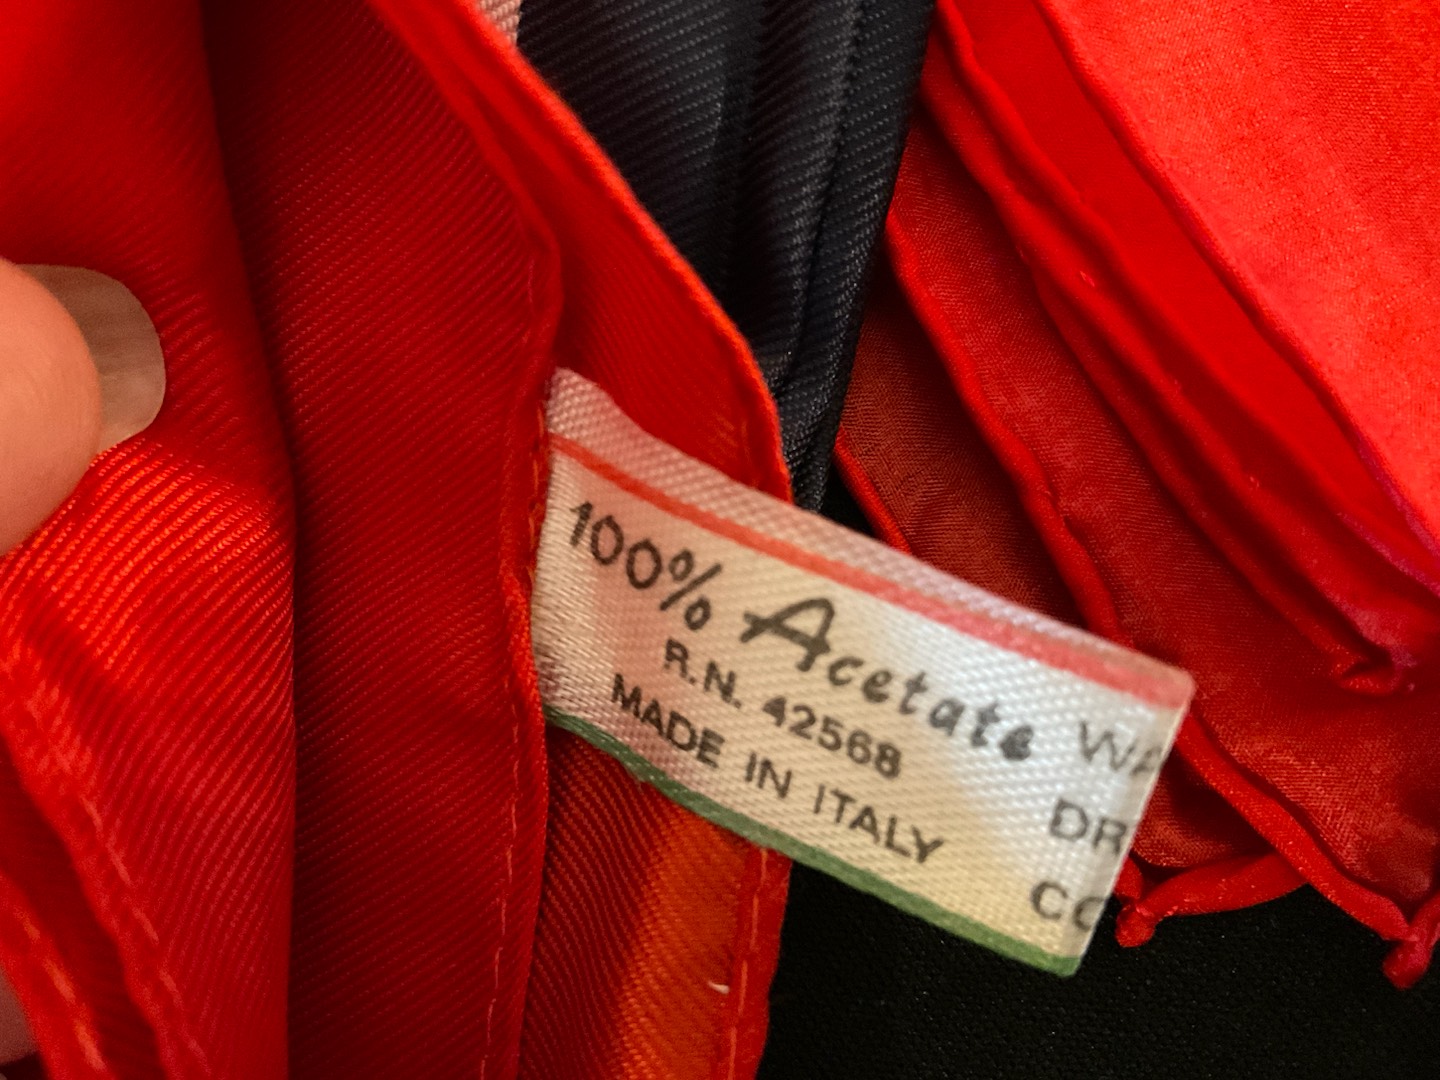 100% Acetate
R.N. 42568
MADE IN ITALY